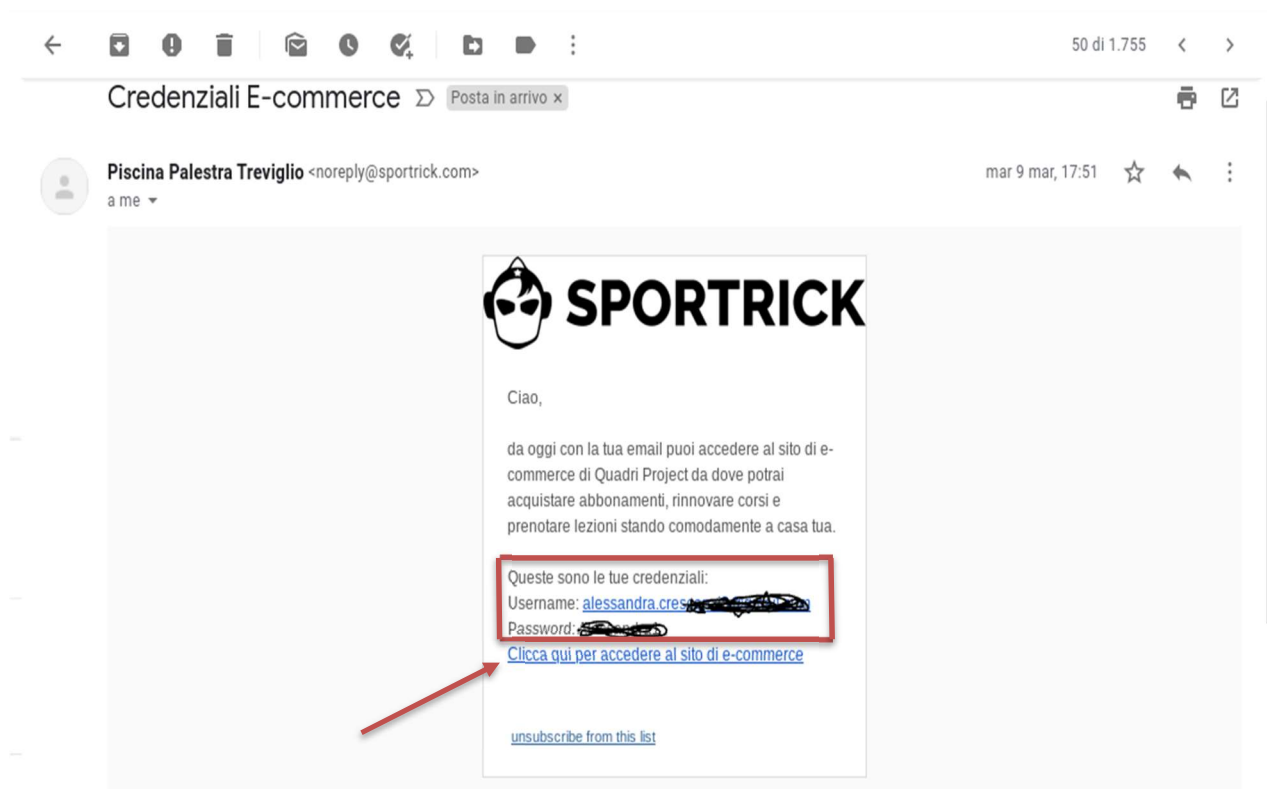 50 di 1.755
Credenziali E-commerce Posta in arrivo x
Piscina Palestra Treviglio <noreply@sportrick.com> mar 9 mar, 17:51
a me
SPORTRICK
Ciao,
da oggi con la tua email puoi accedere al sito di e-
commerce di Quadri Project da dove potrai
acquistare abbonamenti, rinnovare corsi e
prenotare lezioni stando comodamente a casa tua.
Queste sono le tue credenziali:
Username:
Password:
Clicca qui per accedere al sito di e-commerce
unsubscribe from this list